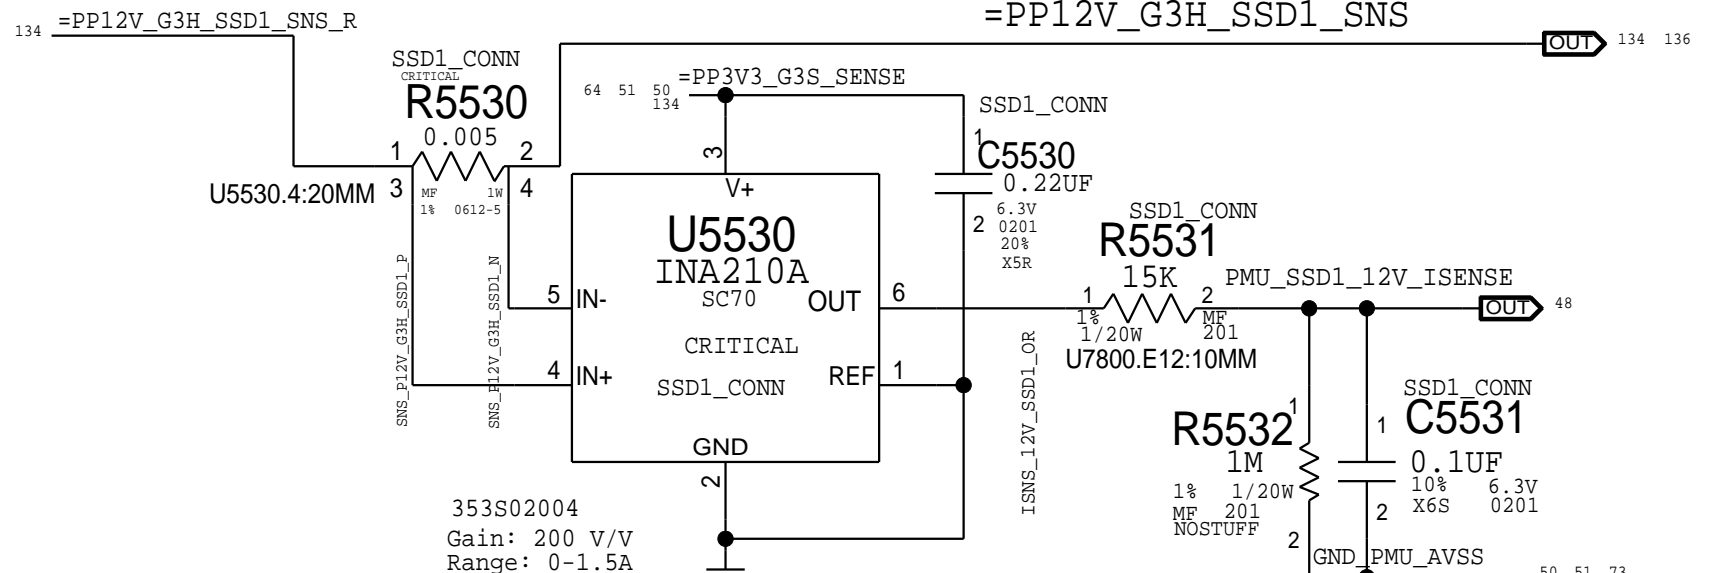 =PP12V_G3H_SSD1_SNS
134 =PP12V_G3H_SSD1_SNS_R
OUT 134 136
SSD1_CONN
CRITICAL
R5530
0.005
1 2
3 4
MF 1W
1% 0612-5
U5530.4:20MM
SNS_P12V_G3H_SSD1_P
SNS_P12V_G3H_SSD1_N
64 51 50
134
=PP3V3_G3S_SENSE
SSD1_CONN
1
C5530
0.22UF
6.3V
2 0201
20%
X5R
3
V+
U5530
INA210A
SC70
5 IN-
OUT 6
CRITICAL
4 IN+
REF 1
SSD1_CONN
GND
2
353S02004
Gain: 200 V/V
Range: 0-1.5A
SSD1_CONN
R5531
15K
1 2
1% MF
1/20W 201
U7800.E12:10MM
ISNS_12V_SSD1_OR
PMU_SSD1_12V_ISENSE
OUT 48
1
R5532
1M
1% 1/20W
MF 201
NOSTUFF
2
SSD1_CONN
1 C5531
0.1UF
10% 6.3V
X6S 0201
2
GND_PMU_AVSS
50 51 73